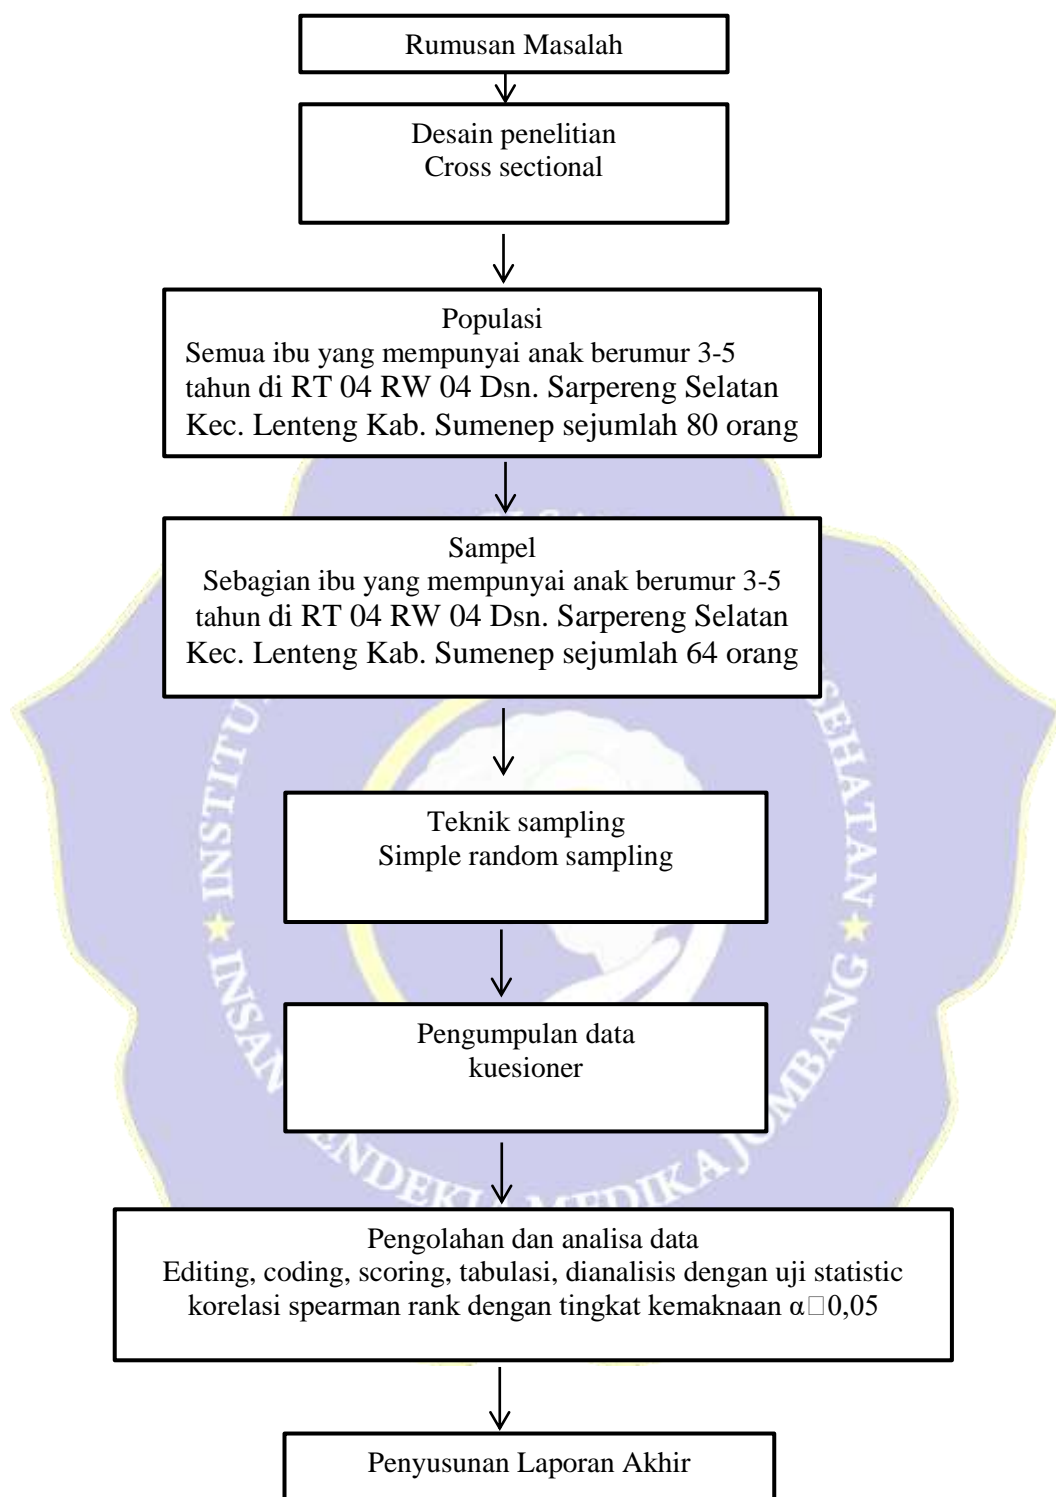 Rumusan Masalah
Desain penelitian
Cross sectional
Populasi
Semua ibu yang mempunyai anak berumur 3-5
tahun di RT 04 RW 04 Dsn. Sarpereng Selatan
Kec. Lenteng Kab. Sumenep sejumlah 80 orang
Sampel
Sebagian ibu yang mempunyai anak berumur 3-5
tahun di RT 04 RW 04 Dsn. Sarpereng Selatan
Kec. Lenteng Kab. Sumenep sejumlah 64 orang
Teknik sampling
Simple random sampling
Pengumpulan data
kuesioner
Pengolahan dan analisa data
Editing, coding, scoring, tabulasi, dianalisis dengan uji statistic
korelasi spearman rank dengan tingkat kemaknaan α□0,05
Penyusunan Laporan Akhir
MEDIKA JOMBANG